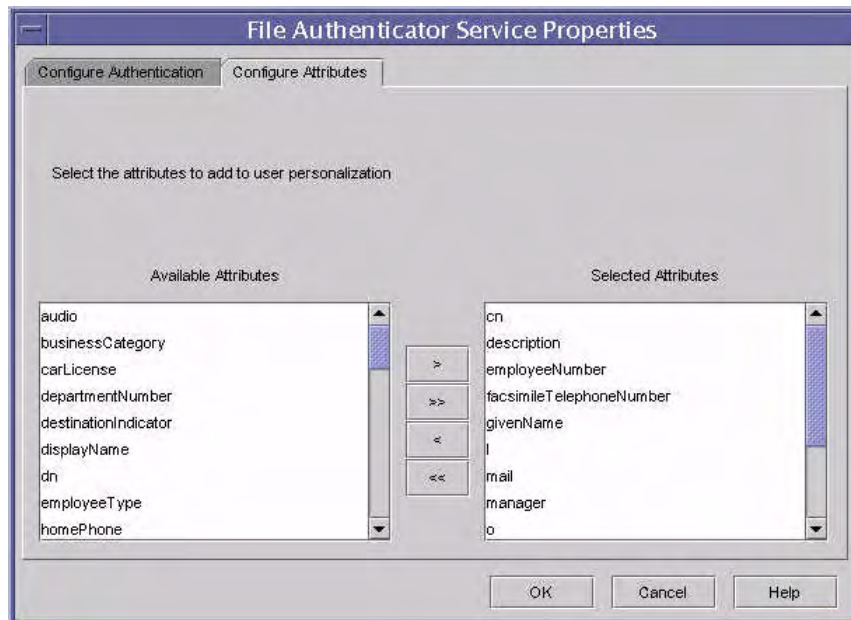 File Authenticator Service Properties
Configure Authentication
Configure Attributes
Select the attributes to add to user personalization
Available Attributes
audio
businessCategory
carLicense
departmentNumber
destinationIndicator
displayName
dn
employeeType
homePhone
>
>>
<
<<
Selected Attributes
cn
description
employeeNumber
facsimileTelephoneNumber
givenName
l
mail
manager
o
OK
Cancel
Help